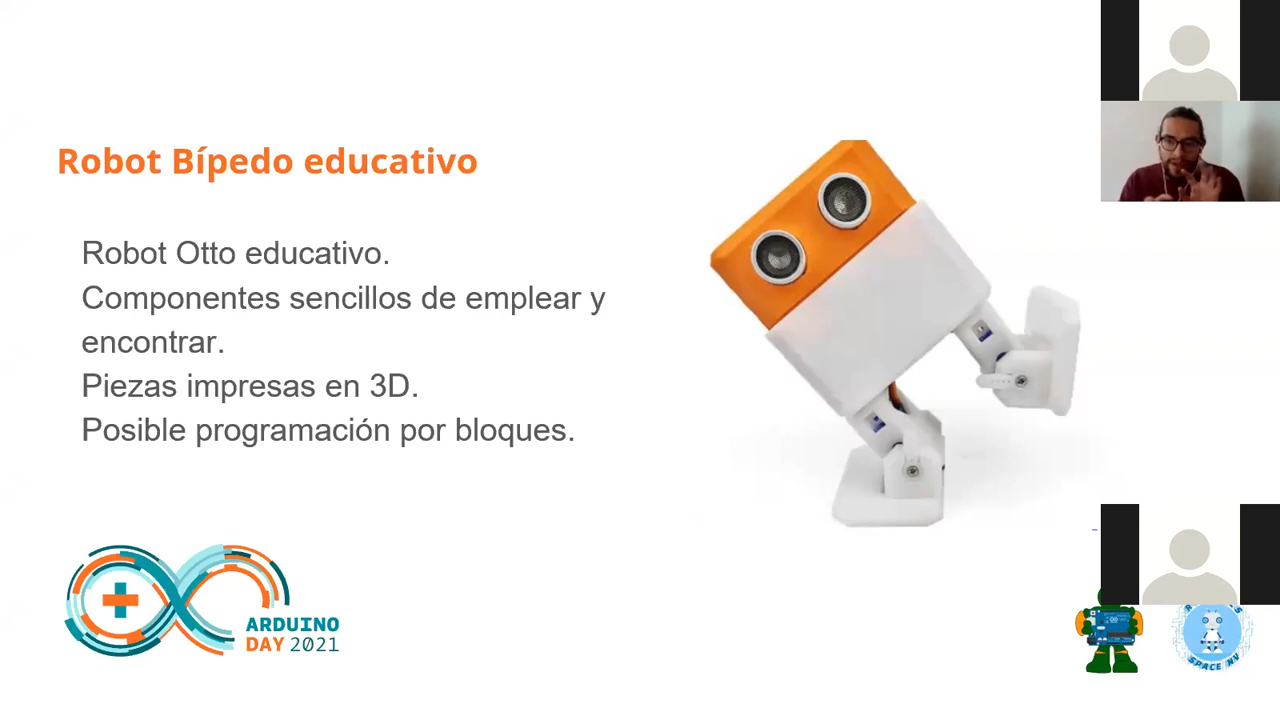 Robot Bípedo educativo
Robot Otto educativo.
Componentes sencillos de emplear y
encontrar.
Piezas impresas en 3D.
Posible programación por bloques.
ARDUINO
DAY 2021
SPACE NV